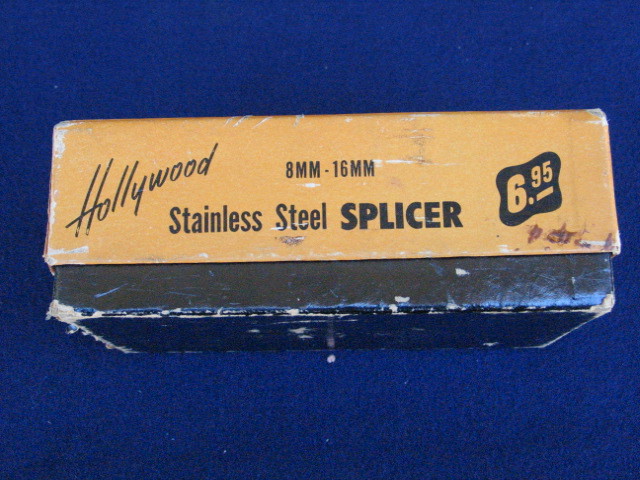 Hollywood
8MM-16MM
Stainless Steel SPLICER
6.95